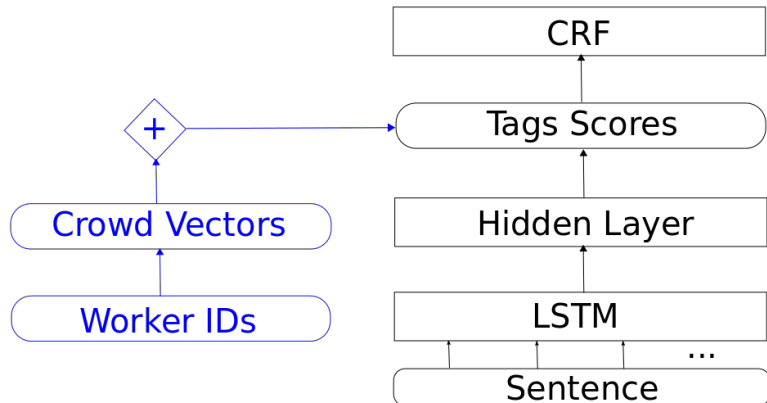 CRF
+
Tags Scores
Crowd Vectors
Hidden Layer
Worker IDs
LSTM
...
Sentence